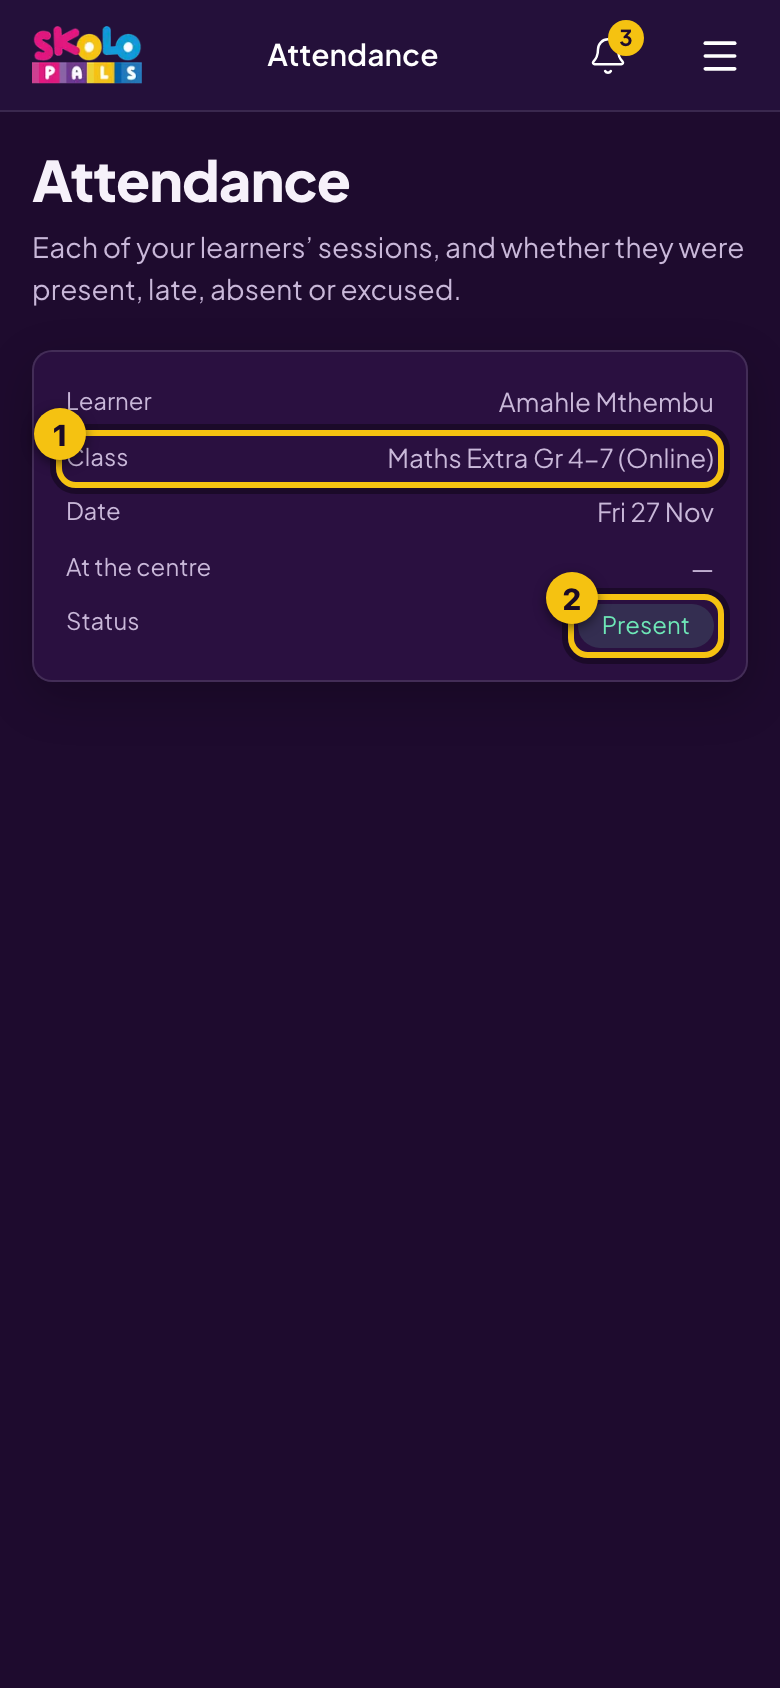 SKOLO
PALS
Attendance
3
Attendance
Each of your learners’ sessions, and whether they were
present, late, absent or excused.
Learner Amahle Mthembu
1
Class Maths Extra Gr 4–7 (Online)
Date Fri 27 Nov
At the centre —
2
Status Present